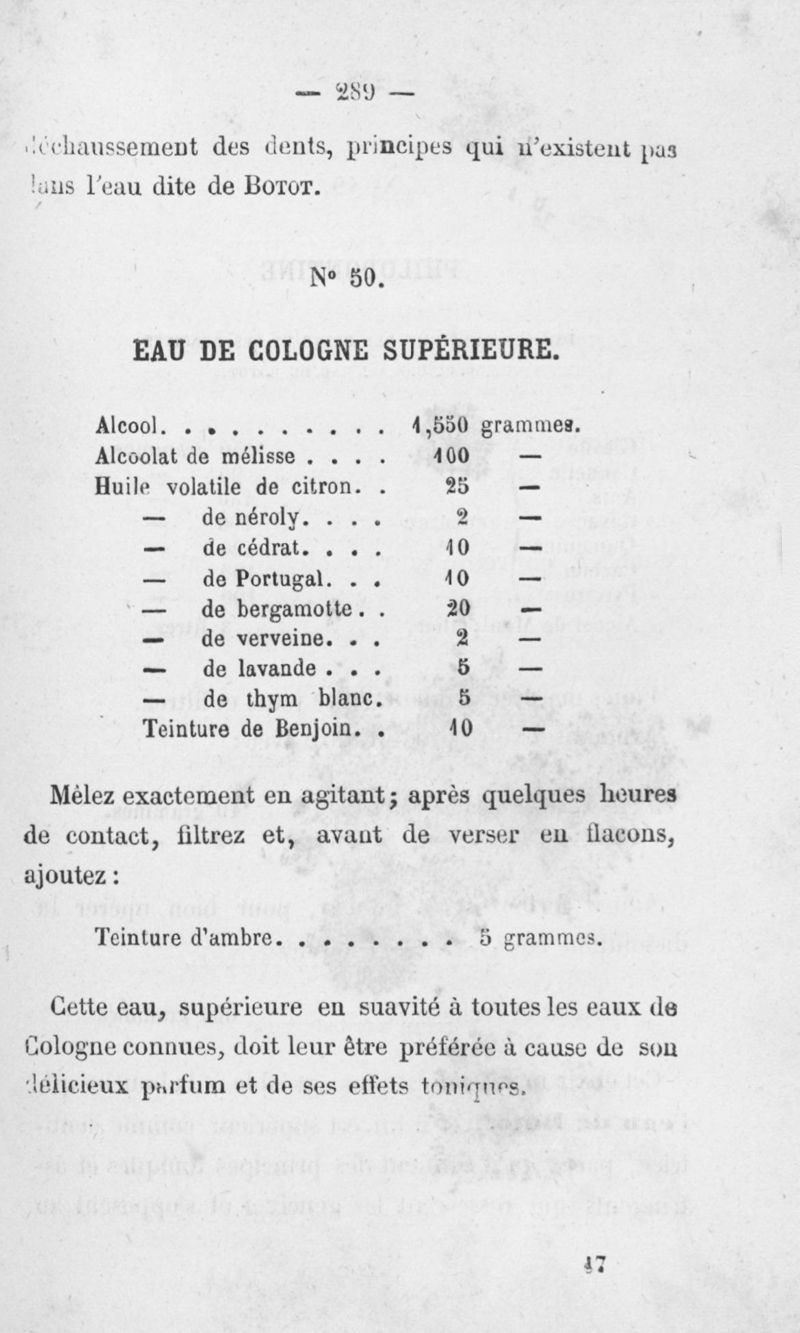 — 289 —
déchaussement des dents, principes qui n'existent pas
dans l'eau dite de BOTOT.
N° 50.
EAU DE COLOGNE SUPÉRIEURE.
Alcool. . . . . . . . . . 1,550 grammes.
Alcoolat de mélisse . . . . 100 —
Huile volatile de citron. . 25 —
— de néroly. . . . 2 —
— de cédrat. . . . 10 —
— de Portugal. . . 10 —
— de bergamotte . . 20 —
— de verveine. . . 2 —
— de lavande . . . 5 —
— de thym blanc. 5 —
Teinture de Benjoin. . 10 —
Mêlez exactement en agitant; après quelques heures
de contact, filtrez et, avant de verser en flacons,
ajoutez :
Teinture d'ambre. . . . . . . . 5 grammes.
Cette eau, supérieure en suavité à toutes les eaux de
Cologne connues, doit leur être préférée à cause de son
délicieux parfum et de ses effets toniques.
17